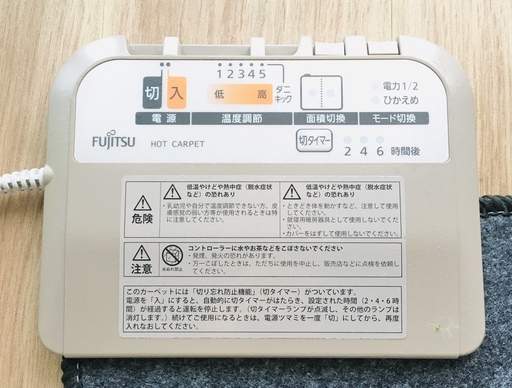 1 2 3 4 5
切 入
低 高
ダニ
キック
電力1/2
ひかえめ
電源
温度調節
面積切換
モード切換
FUJITSU
HOT CARPET
切タイマー
2 4 6 時間後
危険
低温やけどや熱中症（脱水症状
など）の恐れあり
・乳幼児や自分で温度調節できない方、皮
膚感覚の弱い方等が使用されるときは特
に注意してください。
低温やけどや熱中症（脱水症状
など）の恐れあり
・ときどき体を動かすなど、注意して使用
してください。
・就寝用暖房器具として使用しないでくだ
さい。
・カバーをはずして使用しないでください。
注意
水ぬれ禁止
コントローラーに水やお茶などをこぼさないでください
・発煙、発火の恐れがあります。
・万一こぼしたときは、ただちに使用を中止し、販売店などに点検を依頼し
てください。
このカーペットには「切り忘れ防止機能」（切タイマー）がついています。
電源を「入」にすると、自動的に切タイマーがはたらき、設定された時間（2・4・6時
間）が経過すると運転を停止します。（切タイマーランプが点滅し、その他のランプは
消灯します。）続けてご使用になるときは、電源ツマミを一度「切」にしてから、再度
入れなおしてください。